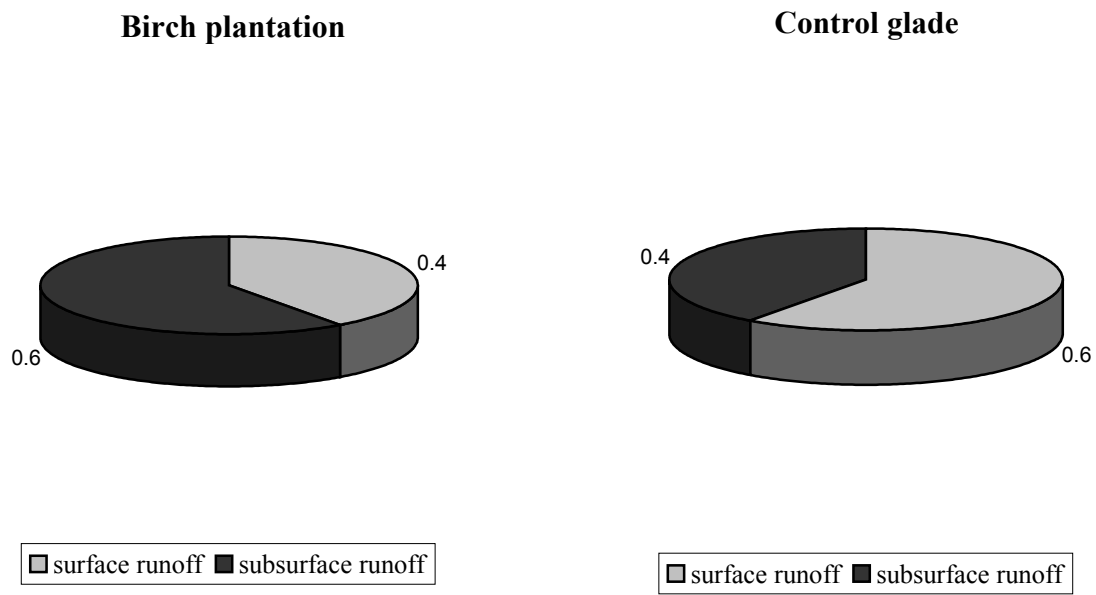 Birch plantation
0.4
0.6
surface runoff subsurface runoff
Control glade
0.4
0.6
surface runoff subsurface runoff